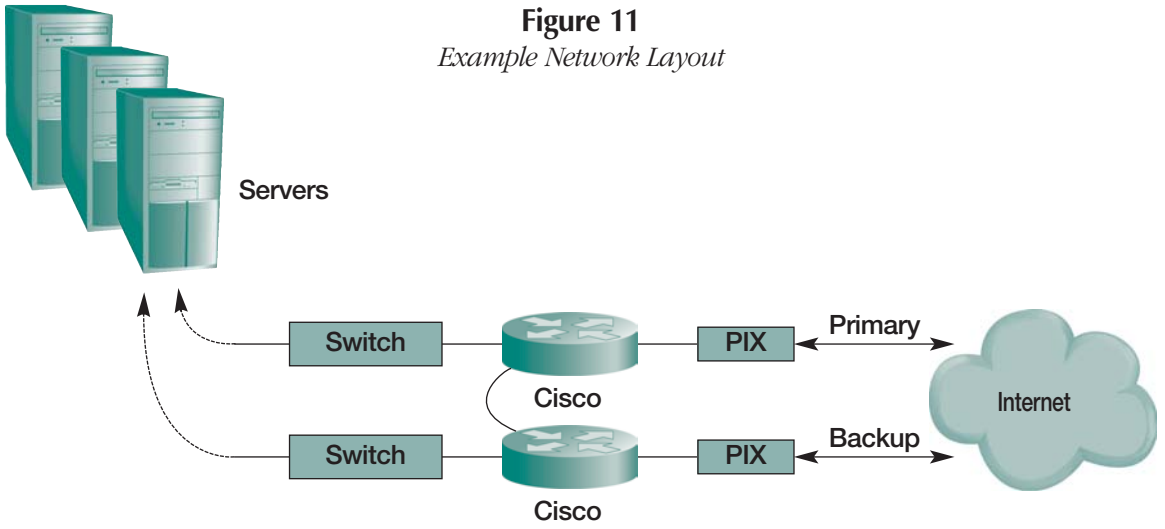 Figure 11
Example Network Layout
Servers
Switch
Cisco
PIX
Primary
Internet
Switch
Cisco
PIX
Backup